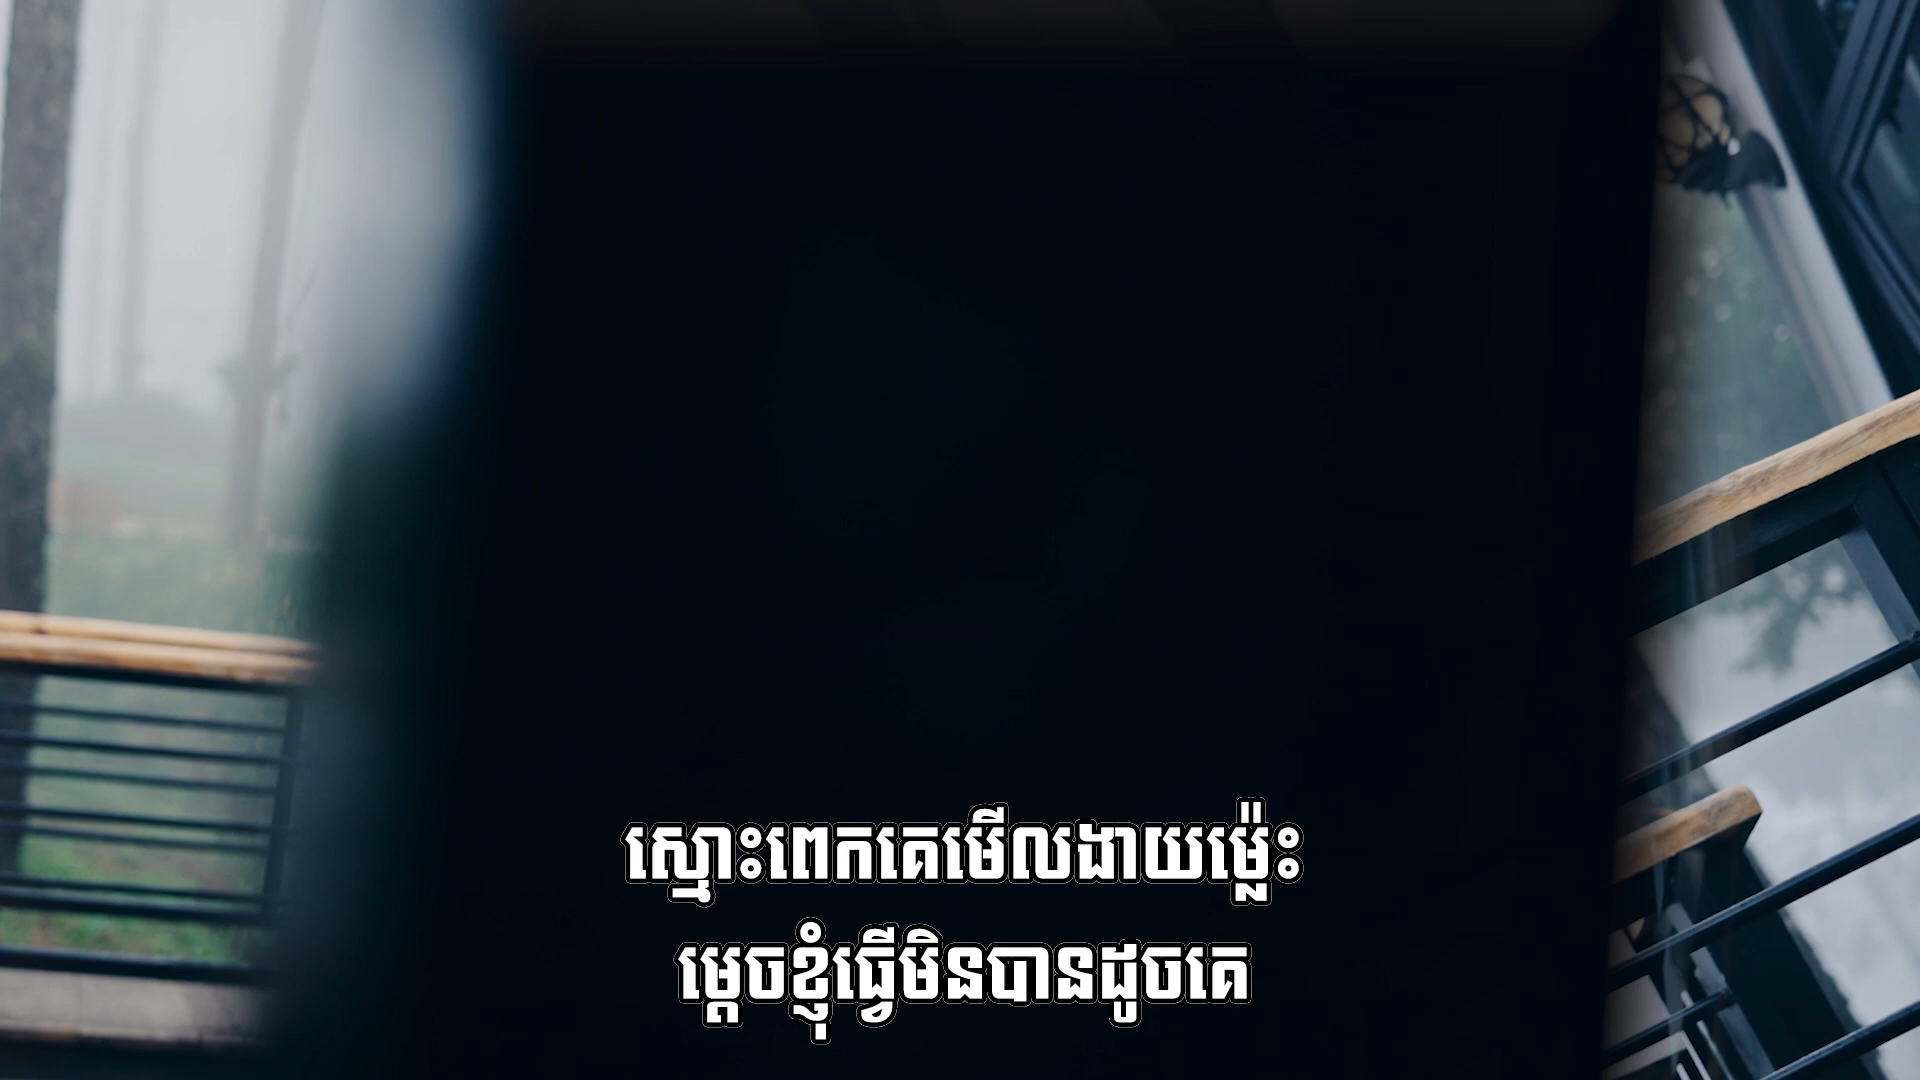 ស្មោះពេកគេមើលងាយម្ល៉េះ
ម្ដេចខ្ញុំធ្វើមិនបានដូចគេ